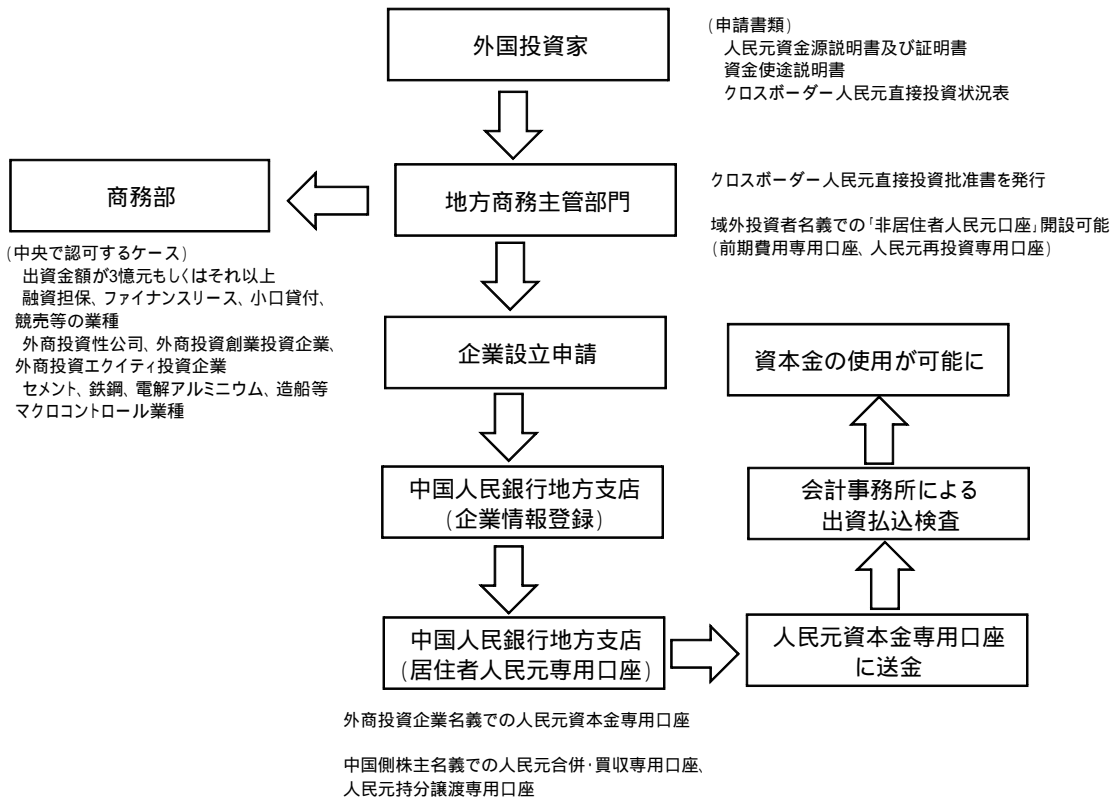 外国投資家
(申請書類)
人民元資金源説明書及び証明書
資金使途説明書
クロスボーダー人民元直接投資状況表
商務部
地方商務主管部門
クロスボーダー人民元直接投資批准書を発行
域外投資者名義での「非居住者人民元口座」開設可能
(前期費用専用口座、人民元再投資専用口座)
(中央で認可するケース)
出資金額が3億元もしくはそれ以上
融資担保、ファイナンスリース、小口貸付、
競売等の業種
外商投資性公司、外商投資創業投資企業、
外商投資エクイティ投資企業
セメント、鉄鋼、電解アルミニウム、造船等
マクロコントロール業種
企業設立申請
資本金の使用が可能に
中国人民銀行地方支店
(企業情報登録)
会計事務所による
出資払込検査
中国人民銀行地方支店
(居住者人民元専用口座)
人民元資本金専用口座
に送金
外商投資企業名義での人民元資本金専用口座
中国側株主名義での人民元合併・買収専用口座、
人民元持分譲渡専用口座